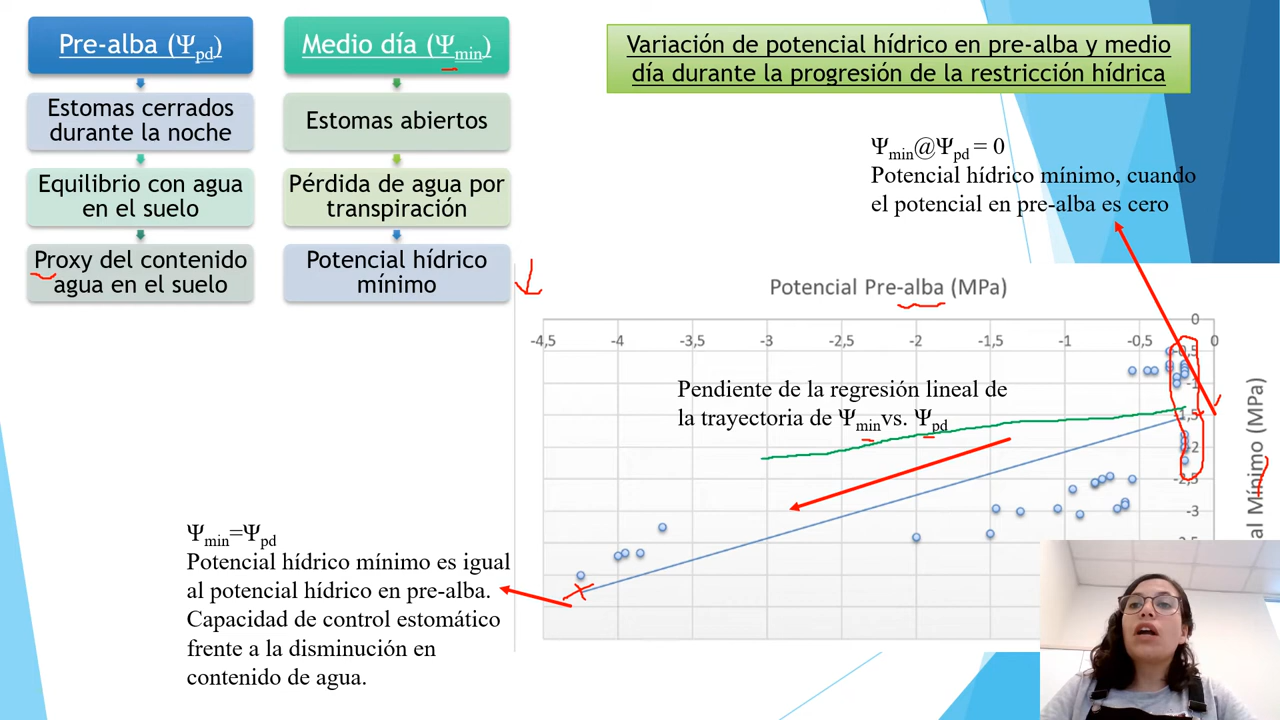 Pre-alba (Ψpd)
Estomas cerrados
durante la noche
Equilibrio con agua
en el suelo
Proxy del contenido
agua en el suelo
Medio día (Ψmin)
Estomas abiertos
Pérdida de agua por
transpiración
Potencial hídrico
mínimo
Variación de potencial hídrico en pre-alba y medio
día durante la progresión de la restricción hídrica
Ψmin@Ψpd = 0
Potencial hídrico mínimo, cuando
el potencial en pre-alba es cero
Potencial Pre-alba (MPa)
-4,5 -4 -3,5 -3 -2,5 -2 -1,5 -1 -0,5 0
0
-0,5
-1
-1,5
-2
-2,5
-3
Mínimo (MPa)
Pendiente de la regresión lineal de
la trayectoria de Ψmin vs. Ψpd
Ψmin=Ψpd
Potencial hídrico mínimo es igual
al potencial hídrico en pre-alba.
Capacidad de control estomático
frente a la disminución en
contenido de agua.